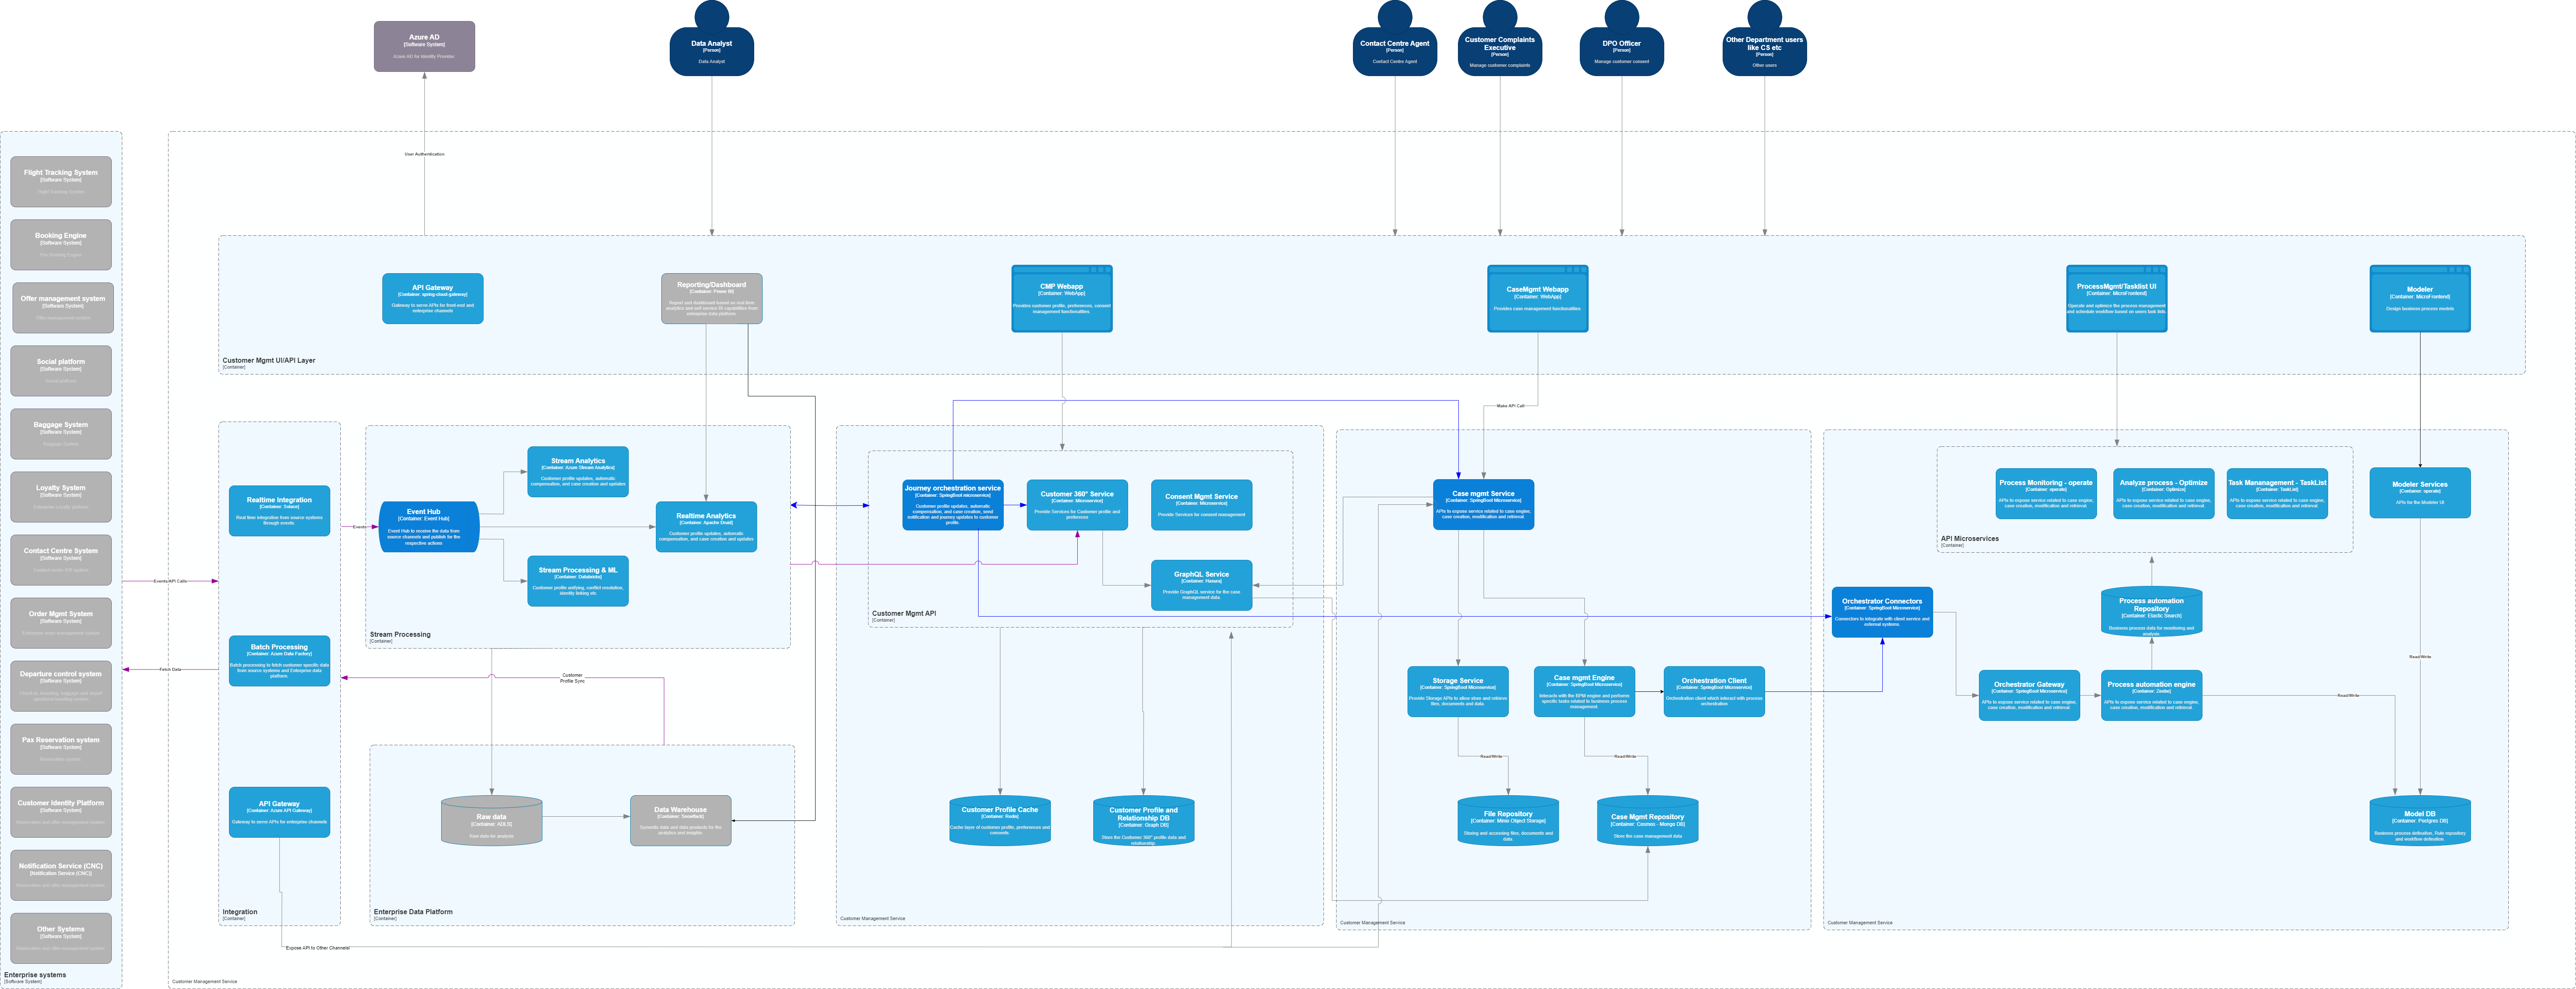 Azure AD
[Software System]
Azure AD for Identity Provider
Data Analyst
[Person]
Data Analyst
Contact Centre Agent
[Person]
Contact Centre Agent
Customer Complaints
Executive
[Person]
Manage customer complaints
DPO Officer
[Person]
Manage customer consent
Other Department users
like CS etc
[Person]
Other users
User Authentication
Flight Tracking System
[Software System]
Flight Tracking System
Booking Engine
[Software System]
Pax Booking Engine
Offer management system
[Software System]
Offer management system
Social platform
[Software System]
Social platform
Baggage System
[Software System]
Baggage System
Loyalty System
[Software System]
Enterprise Loyalty platform
Contact Centre System
[Software System]
Order Mgmt System
[Software System]
Departure control system
[Software System]
Pax Reservation system
[Software System]
Reservation system
Customer Identity Platform
[Software System]
Reservation and offer management system
Notification Service (CNC)
[Notification Service (CNC)]
Reservation and offer management system
Other Systems
[Software System]
Reservation and offer management system
Enterprise systems
[Software System]
API Gateway
[Container: spring-cloud-gateway]
Gateway to serve APIs for front-end and
enterprise channels
Reporting/Dashboard
[Container: Power BI]
Report and dashboard based on real time
analytics and self-service BI capabilities from
enterprise data platform
CMP Webapp
[Container: WebApp]
Provides customer profile, preferences, consent
management functionalities.
CaseMgmt Webapp
[Container: WebApp]
Provides case management functionalities
ProcessMgmt/Tasklist UI
[Container: MicroFrontend]
Operate and optimize the process management
and schedule workflow based on users task lists
Modeler
[Container: MicroFrontend]
Design business process models
Customer Mgmt UI/API Layer
[Container]
Make API Call
Events API Calls
Fetch Data
Realtime Integration
[Container: Solace]
Real time integration from source systems
through events.
Batch Processing
[Container: Azure Data Factory]
Batch processing to fetch customer specific data
from source systems and Enterprise data
platform.
API Gateway
[Container: Azure API Gateway]
Gateway to serve APIs for enterprise channels
Integration
[Container]
Events
Event Hub
[Container: Event Hub]
Event Hub to receive the data from
source channels and publish for the
respective actions
Stream Analytics
[Container: Azure Stream Analytics]
Customer profile updates, automatic
compensation, and case creation and updates
Realtime Analytics
[Container: Apache Druid]
Customer profile updates, automatic
compensation, and case creation and updates
Stream Processing & ML
[Container: Databricks]
Customer profile unifying, conflict resolution,
identity linking etc.
Stream Processing
[Container]
Customer
Profile Sync
Raw data
[Container: ADLS]
Raw data for analysis
Data Warehouse
[Container: Snowflack]
Semantic data and data products for the
analytics and insights
Enterprise Data Platform
[Container]
Expose API to Other Channelsl
Journey orchestration service
[Container: SpringBoot microservice]
Customer profile updates, automatic
compensation, and case creation, send
notification and journey updates to customer
profile.
Customer 360° Service
[Container: Microservice]
Provide Services for Customer profile and
preferences
Consent Mgmt Service
[Container: Microservice]
Provide Services for consent management
GraphQL Service
[Container: Hasura]
Provide GraphQL service for the case
management data
Customer Mgmt API
[Container]
Customer Profile Cache
[Container: Redis]
Cache layer of customer profile, preferences and
consents
Customer Profile and
Relationship DB
[Container: Graph DB]
Store the Customer 360° profile data and
relationship
Customer Management Service
Case mgmt Service
[Container: SpringBoot Microservice]
APIs to expose service related to case engine,
case creation, modification and retrieval.
Storage Service
[Container: SpringBoot Microservice]
Provide Storage APIs to allow store and retrieve
files, documents and data
Case mgmt Engine
[Container: SpringBoot Microservice]
Interacts with the BPM engine and performs
specific tasks related to business process
management.
Orchestration Client
[Container: SpringBoot Microservice]
Orchestration client which interact with process
orchestration
Read/Write
Read/Write
File Repository
[Container: Minio Object Storage]
Storing and accessing files, documents and
data
Case Mgmt Repository
[Container: Cosmos - Mongo DB]
Store the case management data
Customer Management Service
Process Monitoring - operate
[Container: operate]
APIs to expose service related to case engine,
case creation, modification and retrieval.
Analyze process - Optimize
[Container: Optimize]
APIs to expose service related to case engine,
case creation, modification and retrieval
Task Mananagement - TaskList
[Container: TaskList]
APIs to expose service related to case engine,
case creation, modification and retrieval.
API Microservices
[Container]
Modeler Services
[Container: operate]
APIs for the Modeler UI
Orchestrator Connectors
[Container: SpringBoot Microservice]
Connectors to integrate with client service and
external systems.
Process automation
Repository
[Container: Elastic Search]
Business process data for monitoring and
analysis
Orchestrator Gateway
[Container: SpringBoot Microservice]
APIs to expose service related to case engine,
case creation, modification and retrieval.
Process automation engine
[Container: Zeebe]
APIs to expose service related to case engine,
case creation, modification and retrieval.
Read/Write
Read/Write
Model DB
[Container: Postgres DB]
Business process definition, Rule repository
and workflow definition
Customer Management Service
Customer Management Service